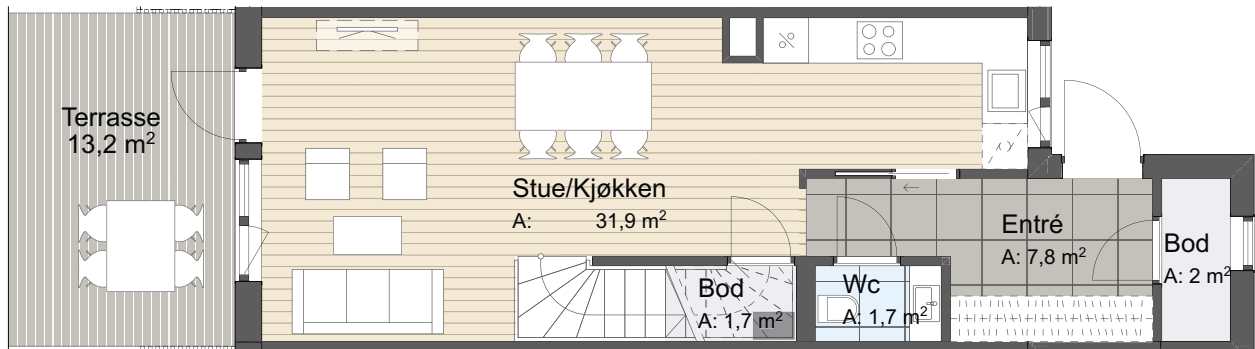 Terrasse
13,2 m²
Stue/Kjøkken
A: 31,9 m²
Entré
A: 7,8 m²
Bod
A: 2 m²
Bod
A: 1,7 m²
Wc
A: 1,7 m²
%